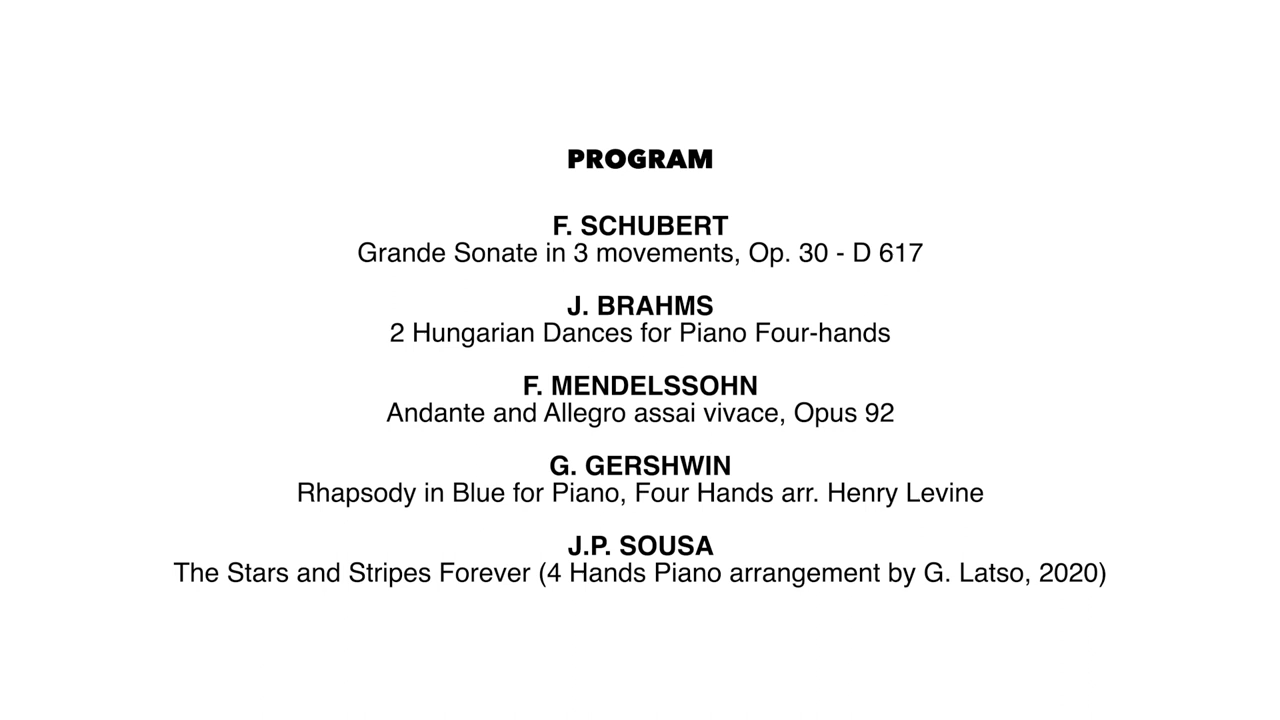 PROGRAM
F. SCHUBERT
Grande Sonate in 3 movements, Op. 30 - D 617
J. BRAHMS
2 Hungarian Dances for Piano Four-hands
F. MENDELSSOHN
Andante and Allegro assai vivace, Opus 92
G. GERSHWIN
Rhapsody in Blue for Piano, Four Hands arr. Henry Levine
J.P. SOUSA
The Stars and Stripes Forever (4 Hands Piano arrangement by G. Latso, 2020)